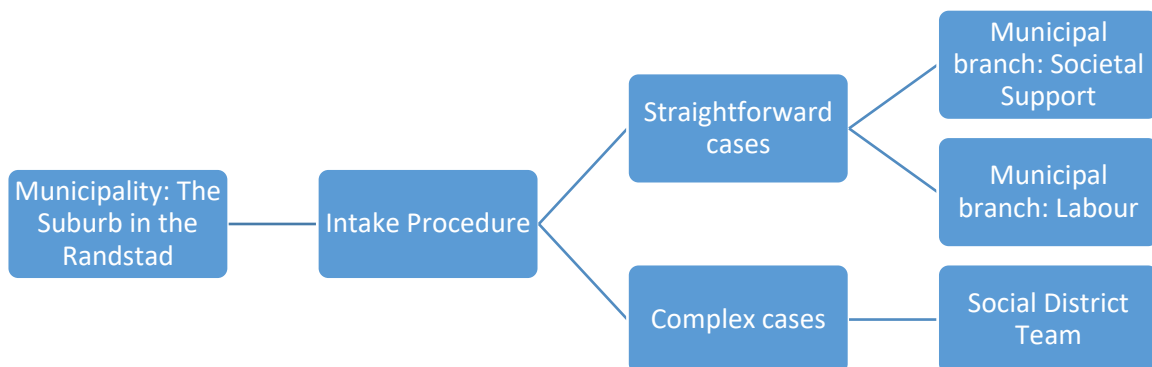 Municipality: The
Suburb in the
Randstad
Intake Procedure
Straightforward
cases
Municipal
branch: Societal
Support
Municipal
branch: Labour
Complex cases
Social District
Team